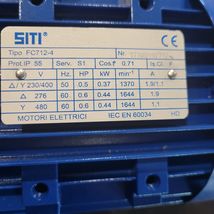 SITI CE
Tipo FC712-4 Nr.
Prot.IP 55 Serv. S1 Cos f 0.71 Is.Cl. F
V Hz kW HP kW min⁻¹ A
Δ/Y 230/400 50 0.5 0.37 1370 1.9/1.1
Δ 276 60 0.6 0.44 1644 1.9
Y 480 60 0.6 0.44 1644 1.1
MOTORI ELETTRICI IEC EN 60034 HD